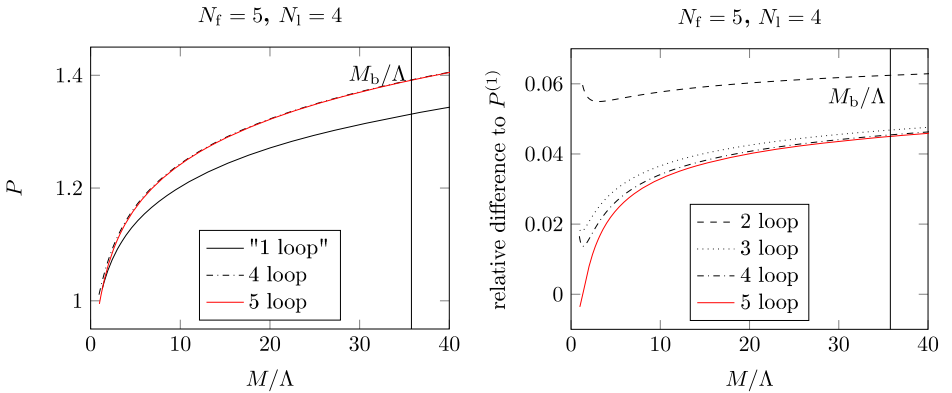 N_f = 5, N_l = 4
P
1.4
1.2
1
M_b/Λ
"1 loop"
4 loop
5 loop
0 10 20 30 40
M/Λ
N_f = 5, N_l = 4
relative difference to P^(1)
0.06
0.04
0.02
0
M_b/Λ
2 loop
3 loop
4 loop
5 loop
0 10 20 30 40
M/Λ